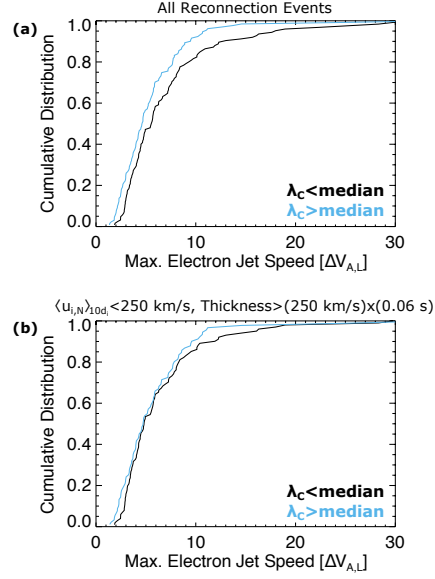 All Reconnection Events
(a)
1.0
0.8
0.6
0.4
0.2
0.0
Cumulative Distribution
λC<median
λC>median
0 10 20 30
Max. Electron Jet Speed [ΔVA,L]
⟨ui,N⟩10di<250 km/s, Thickness>(250 km/s)x(0.06 s)
(b)
1.0
0.8
0.6
0.4
0.2
0.0
Cumulative Distribution
λC<median
λC>median
0 10 20 30
Max. Electron Jet Speed [ΔVA,L]